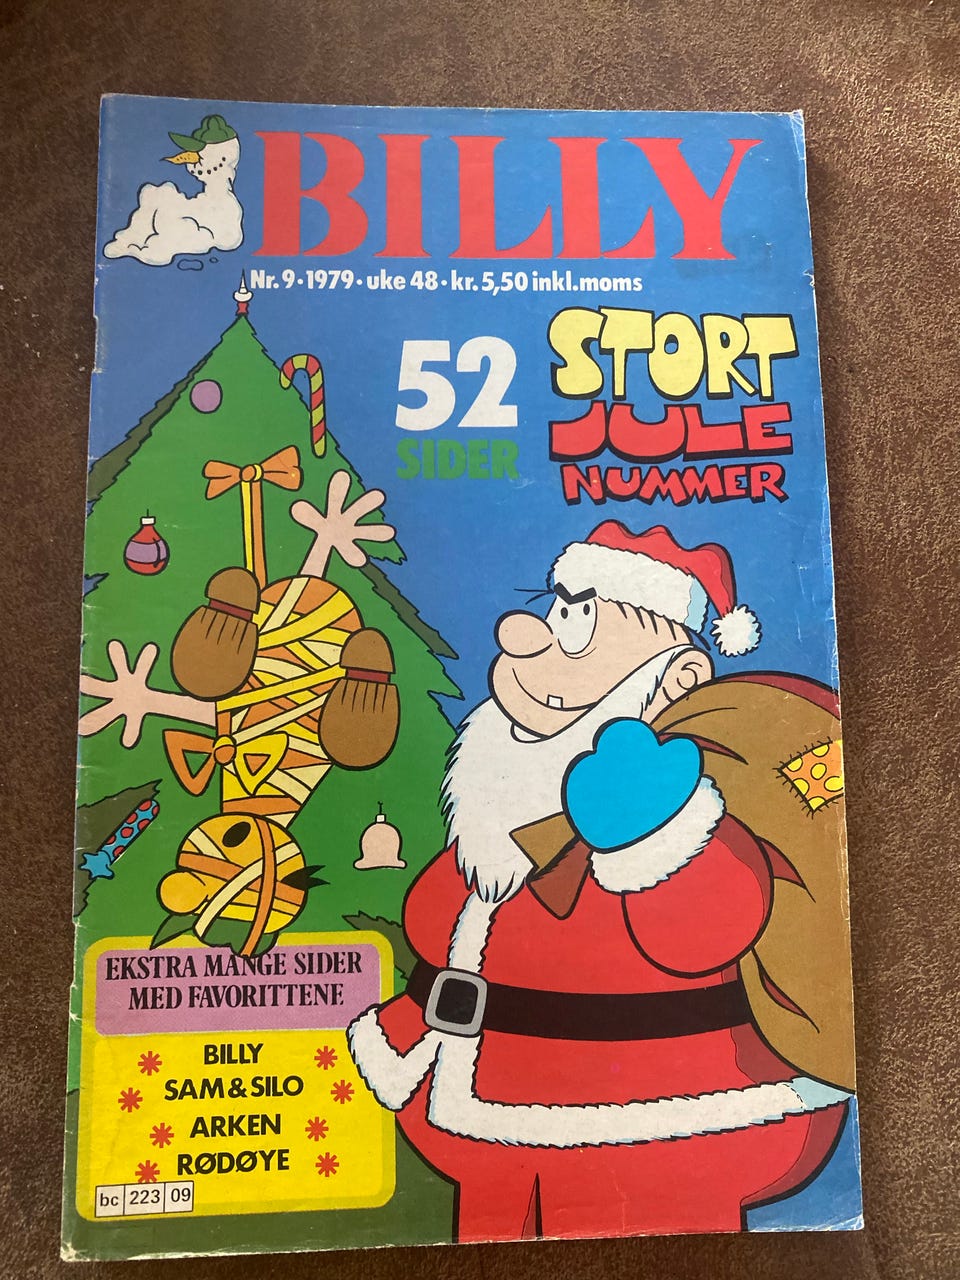 BILLY
Nr.9·1979·uke 48·kr. 5,50 inkl.moms
52
SIDER
STORT
JULE
NUMMER
EKSTRA MANGE SIDER
MED FAVORITTENE
BILLY
SAM & SILO
ARKEN
RØDØYE
bc 223 09